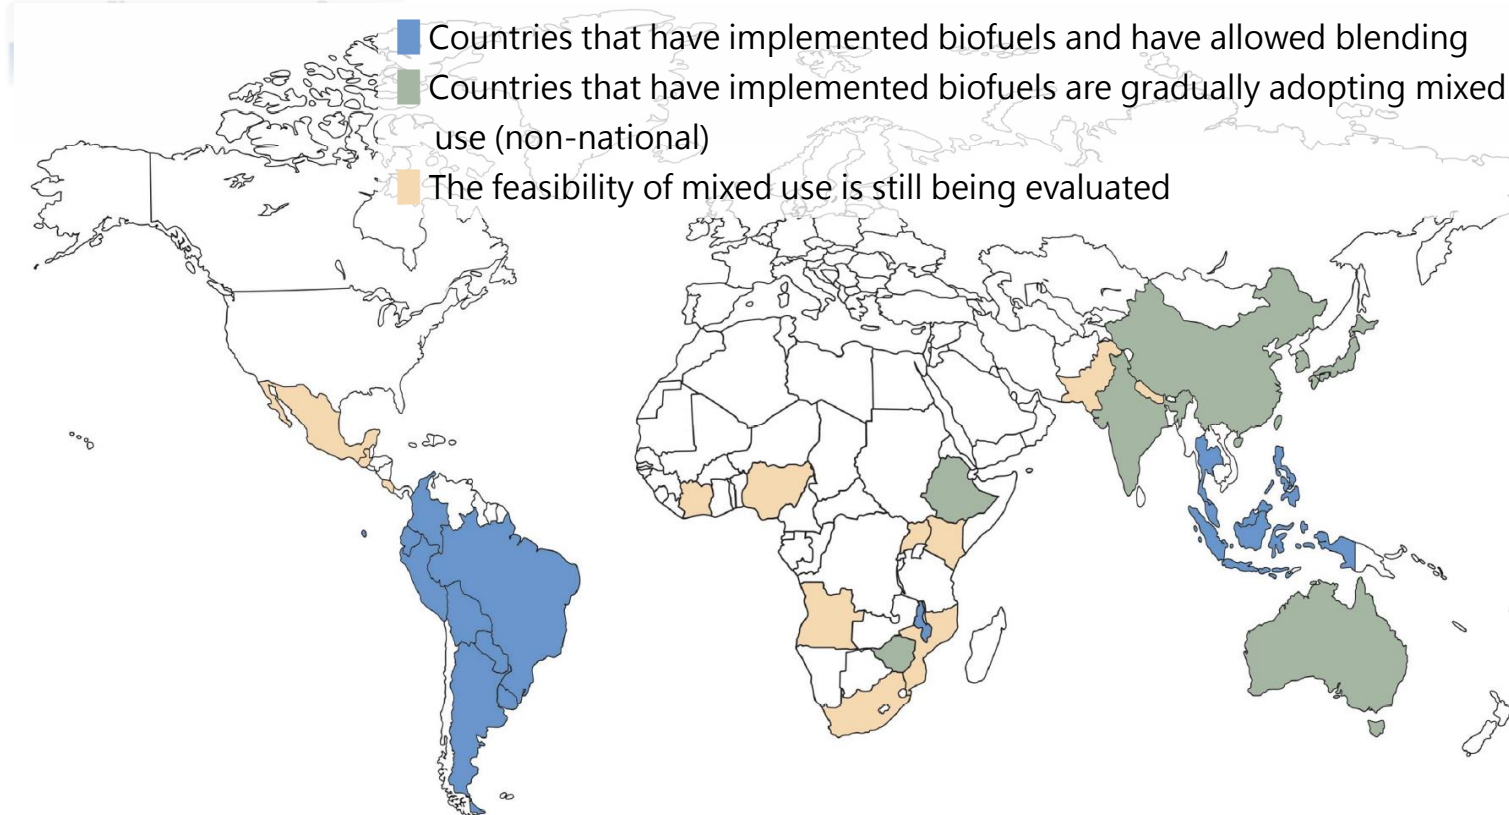 Countries that have implemented biofuels and have allowed blending
Countries that have implemented biofuels are gradually adopting mixed
use (non-national)
The feasibility of mixed use is still being evaluated